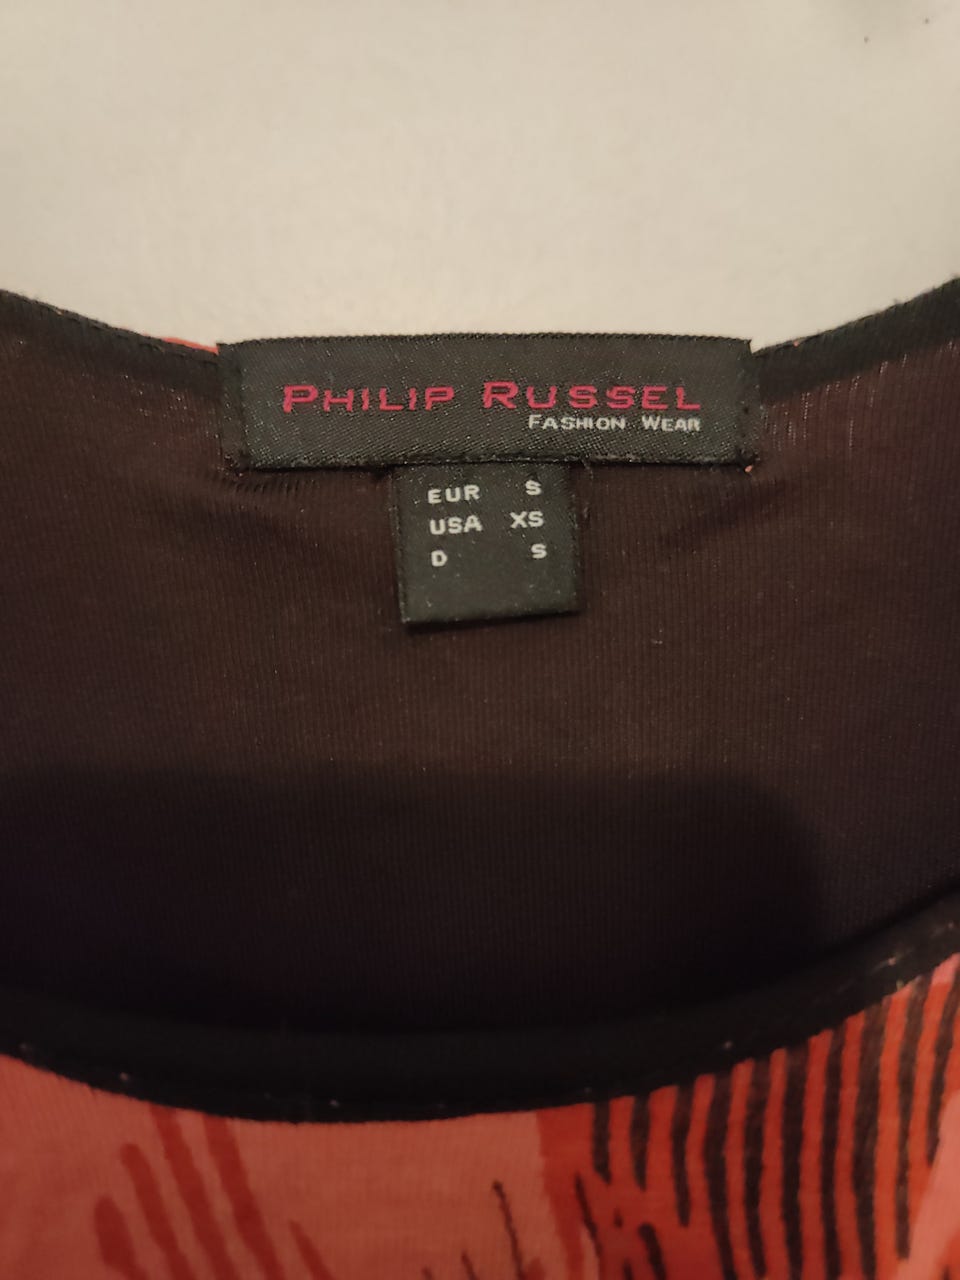 PHILIP RUSSEL
FASHION WEAR
EUR S
USA XS
D S